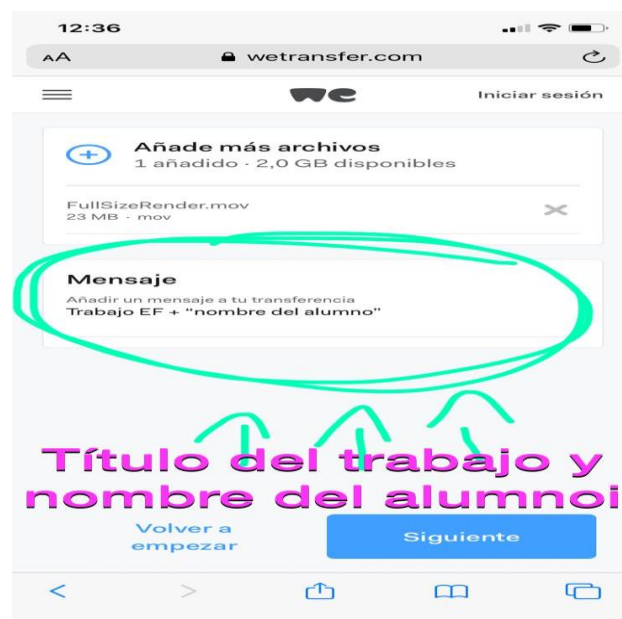 12:36
AA wetransfer.com
we Iniciar sesión
Añade más archivos
1 añadido · 2,0 GB disponibles
FullSizeRender.mov
23 MB · mov
Mensaje
Añadir un mensaje a tu transferencia
Trabajo EF + "nombre del alumno"
Título del trabajo y
nombre del alumnoi
Volver a
empezar
Siguiente